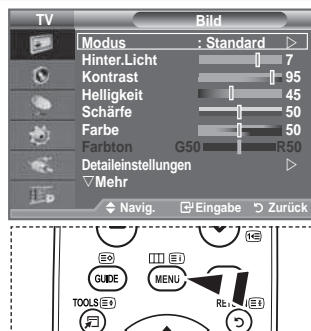 TV Bild
Modus : Standard
Hinter.Licht 7
Kontrast 95
Helligkeit 45
Schärfe 50
Farbe 50
Farbton G50 R50
Detaileinstellungen
▽Mehr
Navig. Eingabe Zurück
GUIDE MENU
TOOLS RETURN